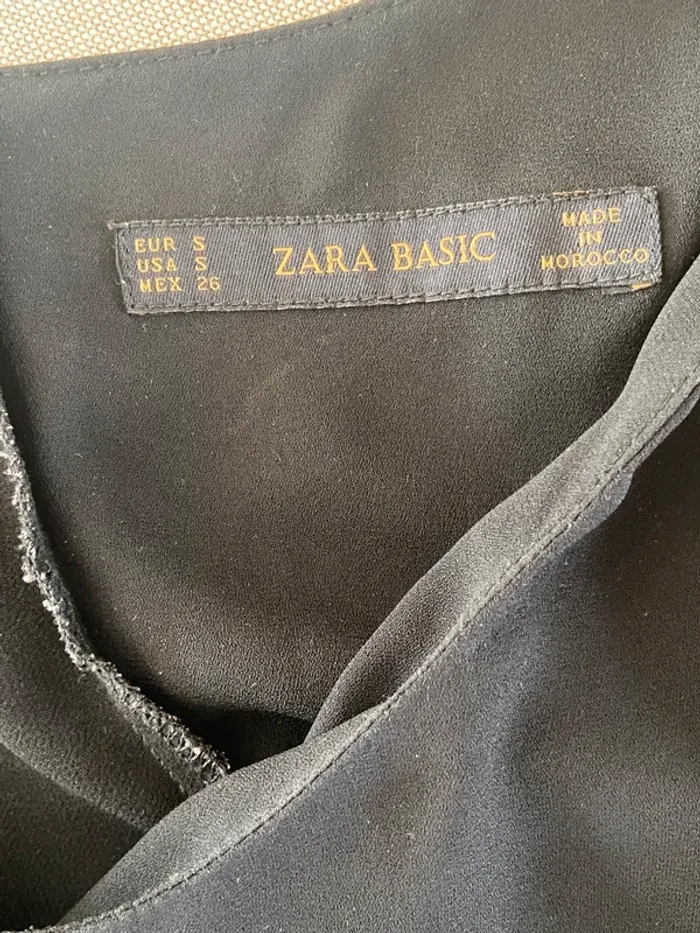 EUR S
USA S
MEX 26
ZARA BASIC
MADE
IN
MOROCCO